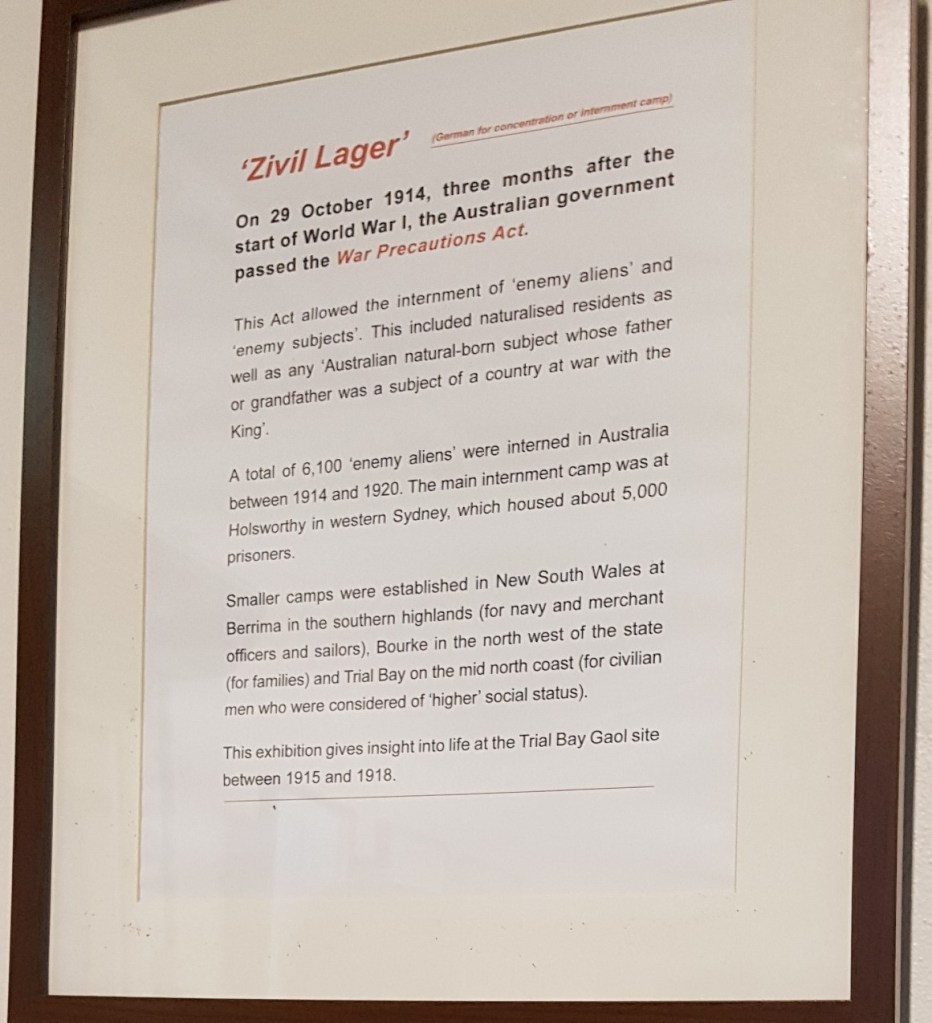 'Zivil Lager' (German for concentration or internment camp)
On 29 October 1914, three months after the
start of World War I, the Australian government
passed the War Precautions Act.
This Act allowed the internment of 'enemy aliens' and
'enemy subjects'. This included naturalised residents as
well as any 'Australian natural-born subject whose father
or grandfather was a subject of a country at war with the
King'.
A total of 6,100 'enemy aliens' were interned in Australia
between 1914 and 1920. The main internment camp was at
Holsworthy in western Sydney, which housed about 5,000
prisoners.
Smaller camps were established in New South Wales at
Berrima in the southern highlands (for navy and merchant
officers and sailors), Bourke in the north west of the state
(for families) and Trial Bay on the mid north coast (for civilian
men who were considered of 'higher' social status).
This exhibition gives insight into life at the Trial Bay Gaol site
between 1915 and 1918.